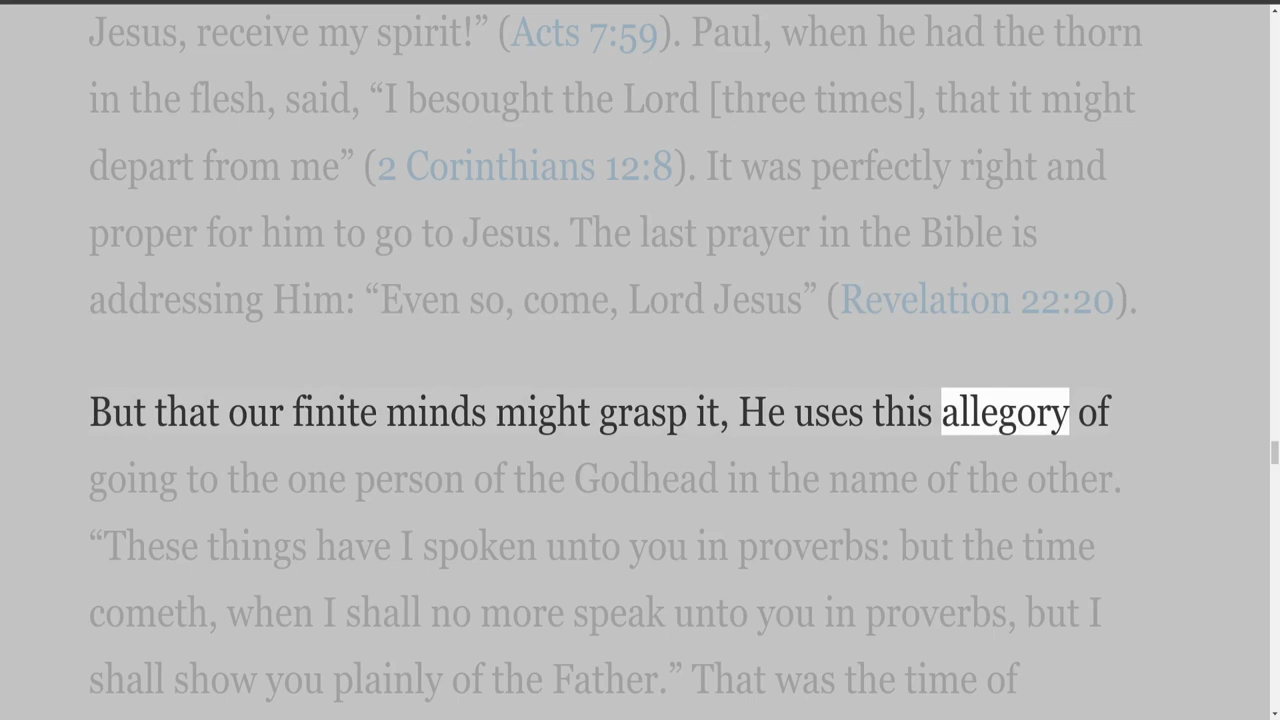 Jesus, receive my spirit!” (Acts 7:59). Paul, when he had the thorn
in the flesh, said, “I besought the Lord [three times], that it might
depart from me” (2 Corinthians 12:8). It was perfectly right and
proper for him to go to Jesus. The last prayer in the Bible is
addressing Him: “Even so, come, Lord Jesus” (Revelation 22:20).
But that our finite minds might grasp it, He uses this allegory of
going to the one person of the Godhead in the name of the other.
“These things have I spoken unto you in proverbs: but the time
cometh, when I shall no more speak unto you in proverbs, but I
shall show you plainly of the Father.” That was the time of